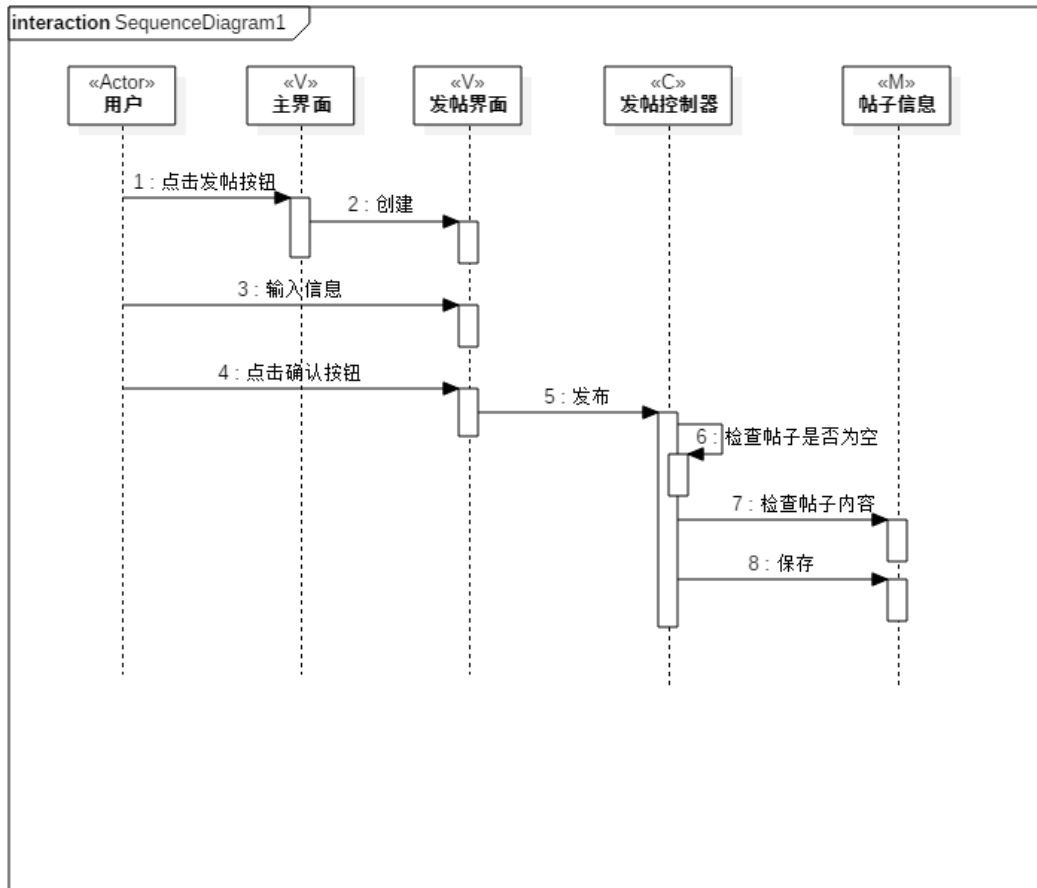 interaction SequenceDiagram1
«Actor»
用户
«V»
主界面
«V»
发帖界面
«C»
发帖控制器
«M»
帖子信息
1 : 点击发帖按钮
2 : 创建
3 : 输入信息
4 : 点击确认按钮
5 : 发布
6 : 检查帖子是否为空
7 : 检查帖子内容
8 : 保存